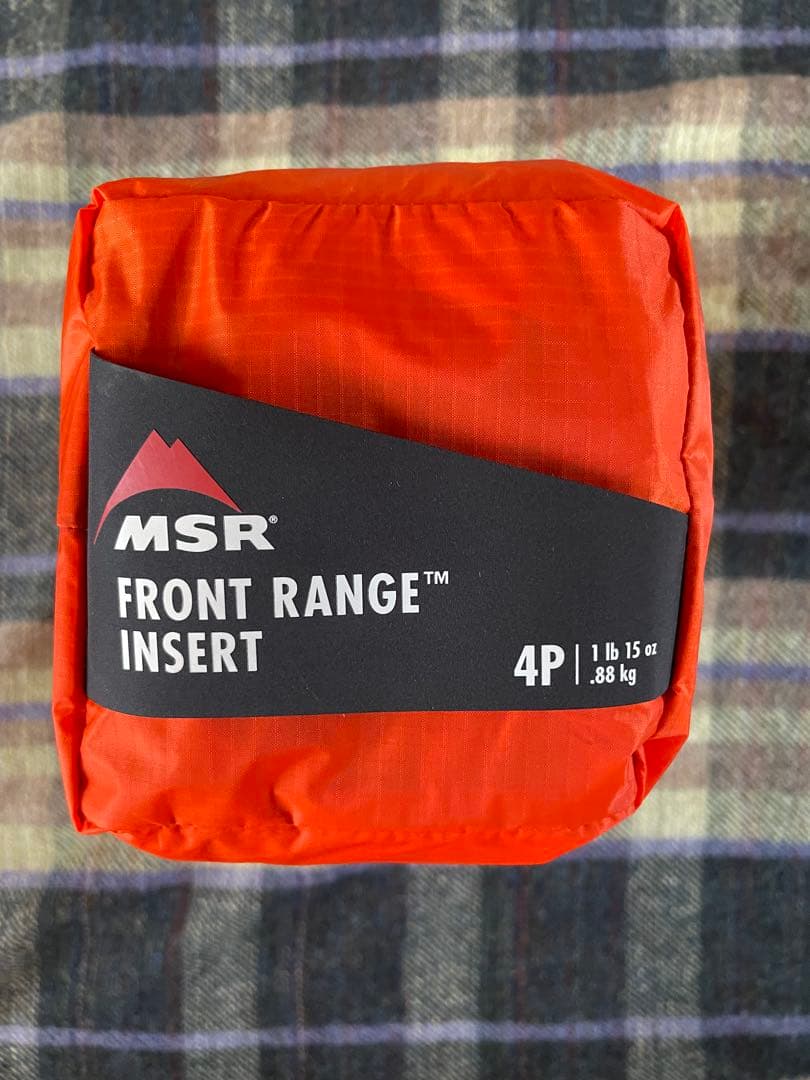 MSR®
FRONT RANGE™
INSERT
4P | 1 lb 15 oz
.88 kg